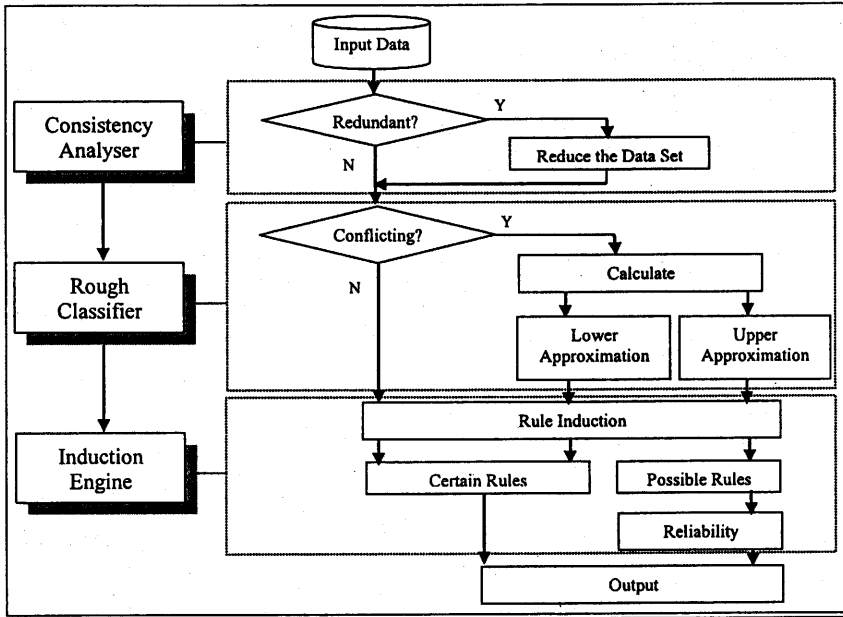 Input Data
Consistency
Analyser
Redundant?
Y
N
Reduce the Data Set
Rough
Classifier
Conflicting?
Y
N
Calculate
Lower
Approximation
Upper
Approximation
Induction
Engine
Rule Induction
Certain Rules
Possible Rules
Reliability
Output